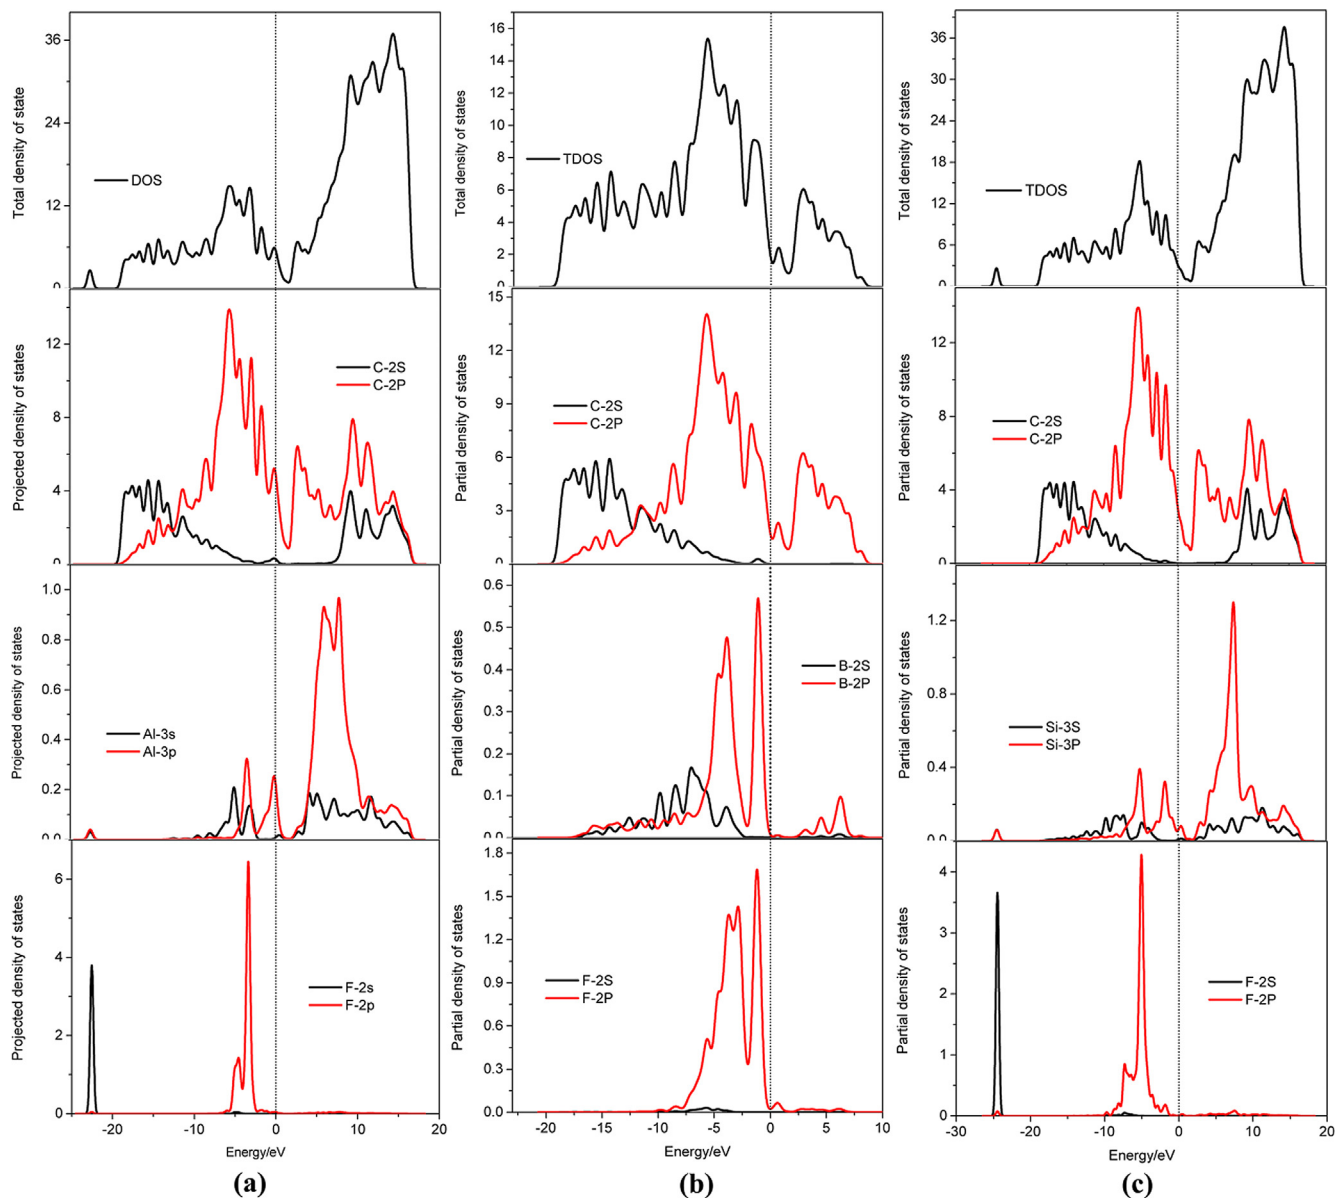 Total density of state
36
24
12
0
DOS
Projected density of states
12
8
4
0
C-2S
C-2P
Projected density of states
1.0
0.8
0.6
0.4
0.2
0.0
Al-3s
Al-3p
Projected density of states
6
4
2
0
F-2s
F-2p
-20 -10 0 10 20
Energy/eV
(a)
Total density of states
16
14
12
10
8
6
4
2
0
TDOS
Partial density of states
15
12
9
6
3
0
C-2S
C-2P
Partial density of states
0.6
0.5
0.4
0.3
0.2
0.1
0.0
B-2S
B-2P
Partial density of states
1.8
1.5
1.2
0.9
0.6
0.3
0.0
F-2S
F-2P
-20 -15 -10 -5 0 5 10
Energy/eV
(b)
Total density of states
36
30
24
18
12
6
0
TDOS
Partial density of states
12
8
4
0
C-2S
C-2P
Partial density of states
1.2
0.8
0.4
0.0
Si-3S
Si-3P
Partial density of states
4
3
2
1
0
F-2S
F-2P
-30 -20 -10 0 10 20
Energy/eV
(c)